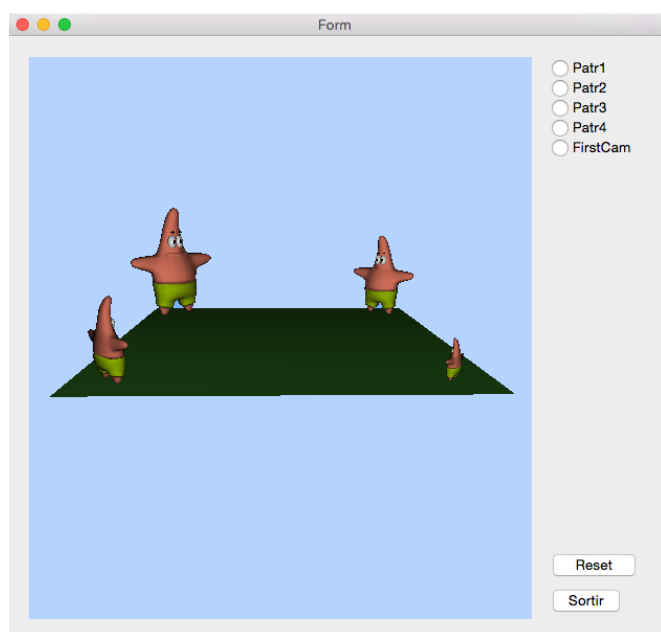 Form
Patr1
Patr2
Patr3
Patr4
FirstCam
Reset
Sortir